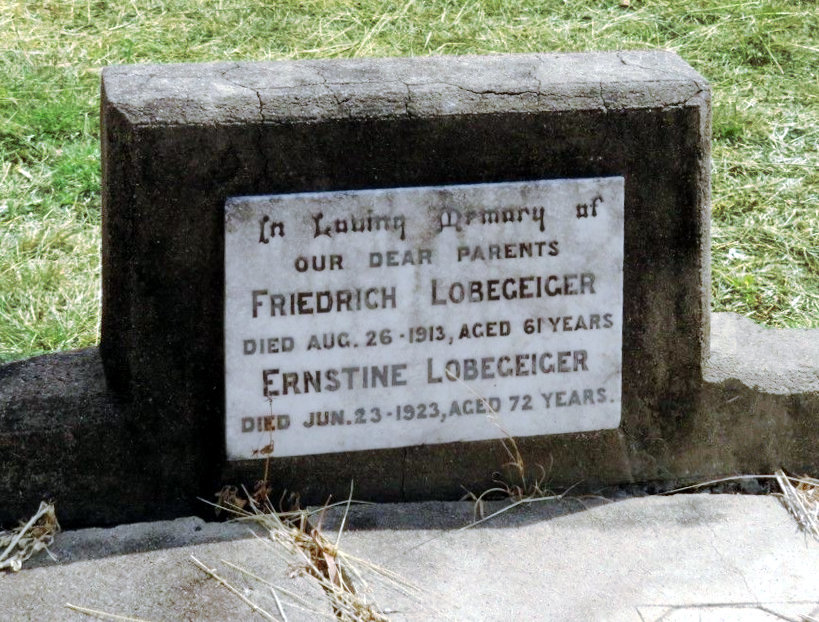 In Loving Memory of
OUR DEAR PARENTS
FRIEDRICH LOBEGEIGER
DIED AUG. 26 - 1913, AGED 61 YEARS
ERNSTINE LOBEGEIGER
DIED JUN. 23 - 1923, AGED 72 YEARS.